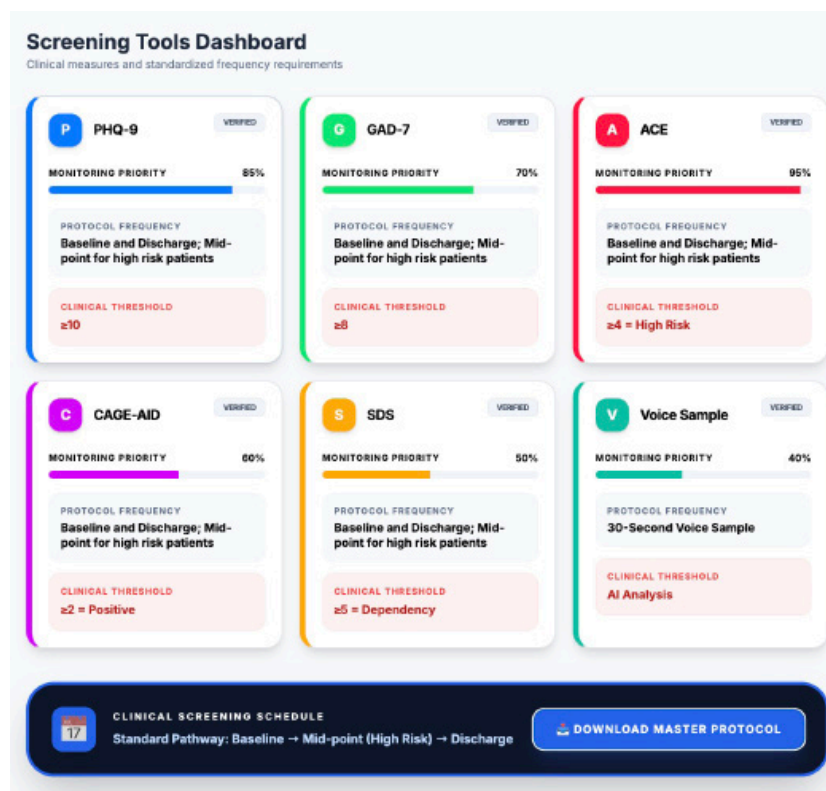 Screening Tools Dashboard
Clinical measures and standardized frequency requirements
P PHQ-9 VERIFIED
MONITORING PRIORITY 85%
PROTOCOL FREQUENCY
Baseline and Discharge; Mid-
point for high risk patients
CLINICAL THRESHOLD
≥10
G GAD-7 VERIFIED
MONITORING PRIORITY 70%
PROTOCOL FREQUENCY
Baseline and Discharge; Mid-
point for high risk patients
CLINICAL THRESHOLD
≥8
A ACE VERIFIED
MONITORING PRIORITY 95%
PROTOCOL FREQUENCY
Baseline and Discharge; Mid-
point for high risk patients
CLINICAL THRESHOLD
≥4 = High Risk
C CAGE-AID VERIFIED
MONITORING PRIORITY 60%
PROTOCOL FREQUENCY
Baseline and Discharge; Mid-
point for high risk patients
CLINICAL THRESHOLD
≥2 = Positive
S SDS VERIFIED
MONITORING PRIORITY 50%
PROTOCOL FREQUENCY
Baseline and Discharge; Mid-
point for high risk patients
CLINICAL THRESHOLD
≥5 = Dependency
V Voice Sample VERIFIED
MONITORING PRIORITY 40%
PROTOCOL FREQUENCY
30-Second Voice Sample
CLINICAL THRESHOLD
AI Analysis
17
CLINICAL SCREENING SCHEDULE
Standard Pathway: Baseline → Mid-point (High Risk) → Discharge
DOWNLOAD MASTER PROTOCOL